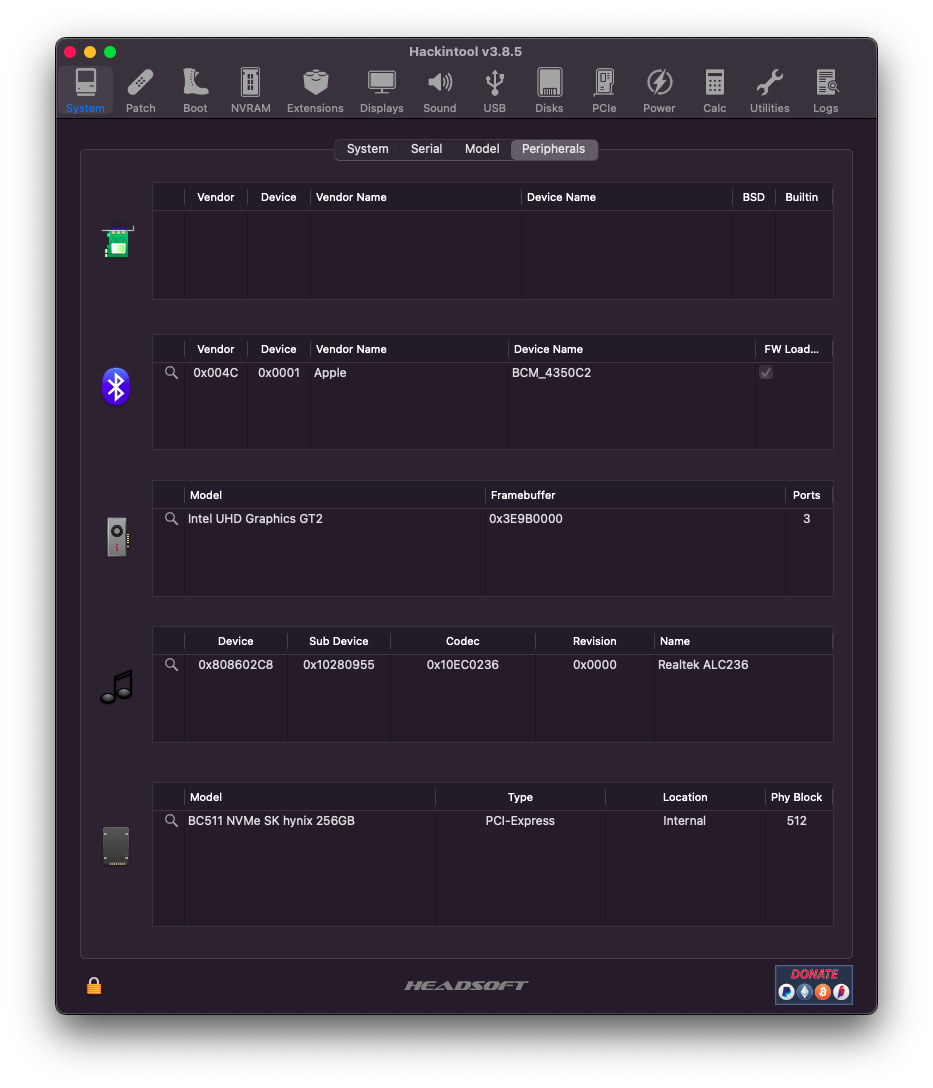 Hackintool v3.8.5
System Patch Boot NVRAM Extensions Displays Sound USB Disks PCIe Power Calc Utilities Logs
System Serial Model Peripherals
Vendor Device Vendor Name Device Name BSD Builtin
Vendor Device Vendor Name Device Name FW Load...
0x004C 0x0001 Apple BCM_4350C2
Model Framebuffer Ports
Intel UHD Graphics GT2 0x3E9B0000 3
Device Sub Device Codec Revision Name
0x808602C8 0x10280955 0x10EC0236 0x0000 Realtek ALC236
Model Type Location Phy Block
BC511 NVMe SK hynix 256GB PCI-Express Internal 512
HEADSOFT
DONATE